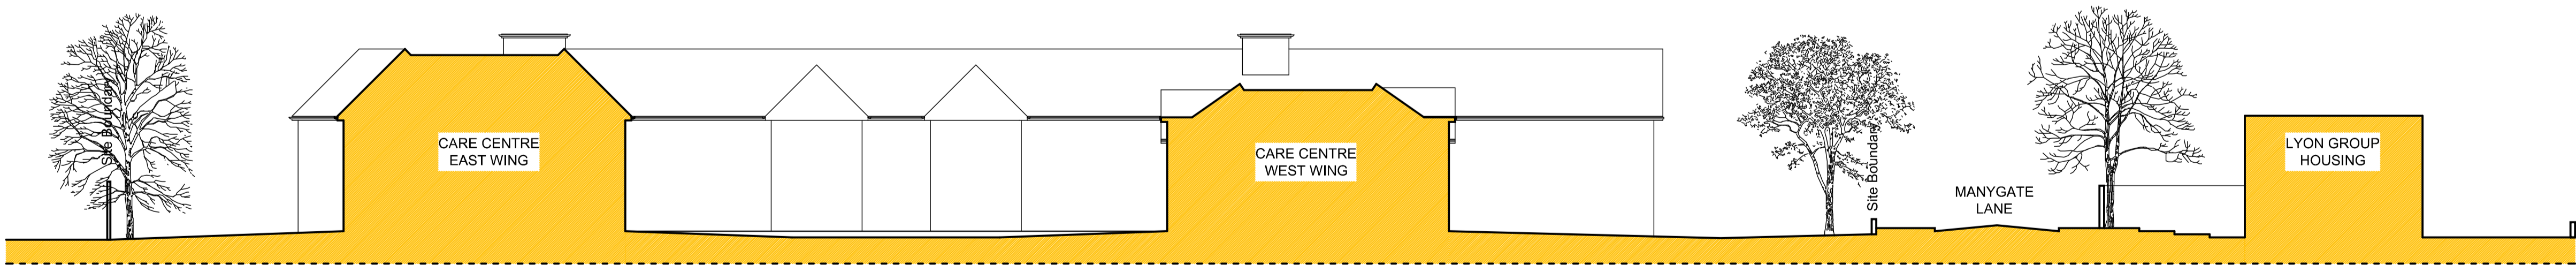 Site Boundary
CARE CENTRE
EAST WING
CARE CENTRE
WEST WING
Site Boundary
MANYGATE
LANE
LYON GROUP
HOUSING